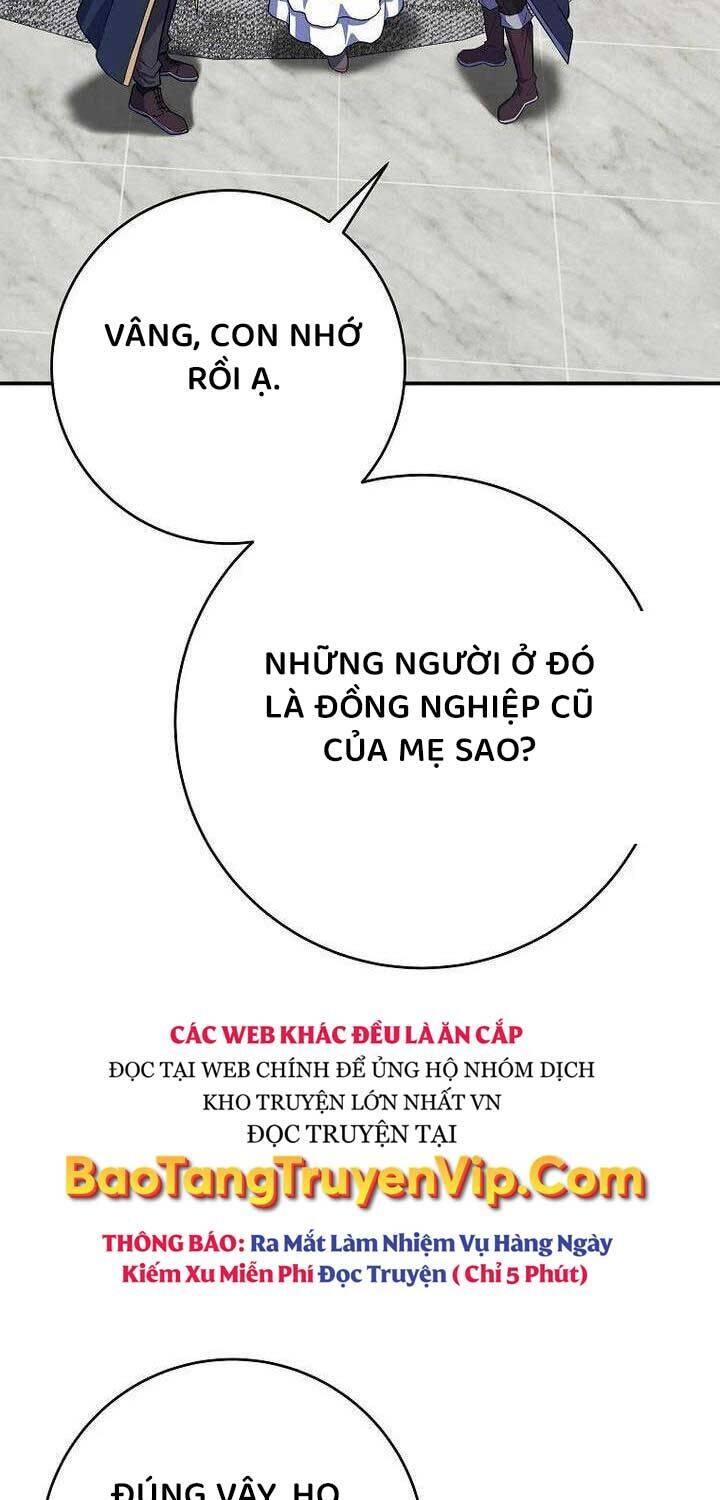 VÂNG, CON NHỚ
RỒI Ạ.
NHỮNG NGƯỜI Ở ĐÓ
LÀ ĐỒNG NGHIỆP CŨ
CỦA MẸ SAO?
CÁC WEB KHÁC ĐỀU LÀ ĂN CẮP
ĐỌC TẠI WEB CHÍNH ĐỂ ỦNG HỘ NHÓM DỊCH
KHO TRUYỆN LỚN NHẤT VN
ĐỌC TRUYỆN TẠI
BaoTangTruyenVip.Com
THÔNG BÁO: Ra Mắt Làm Nhiệm Vụ Hàng Ngày
Kiếm Xu Miễn Phí Đọc Truyện ( Chỉ 5 Phút)
ĐÚNG VẬY, HỌ